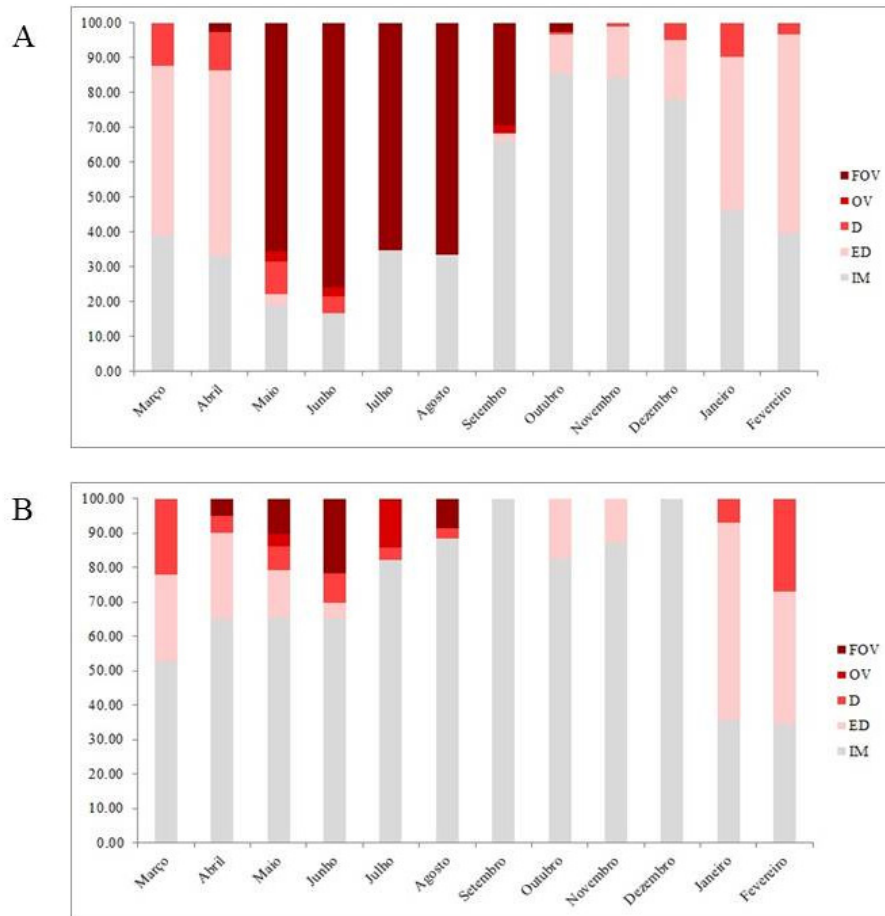 A
100.00
90.00
80.00
70.00
60.00
50.00
40.00
30.00
20.00
10.00
0.00
FOV
OV
D
ED
IM
Março
Abril
Maio
Junho
Julho
Agosto
Setembro
Outubro
Novembro
Dezembro
Janeiro
Fevereiro
B
100.00
90.00
80.00
70.00
60.00
50.00
40.00
30.00
20.00
10.00
0.00
FOV
OV
D
ED
IM
Março
Abril
Maio
Junho
Julho
Agosto
Setembro
Outubro
Novembro
Dezembro
Janeiro
Fevereiro